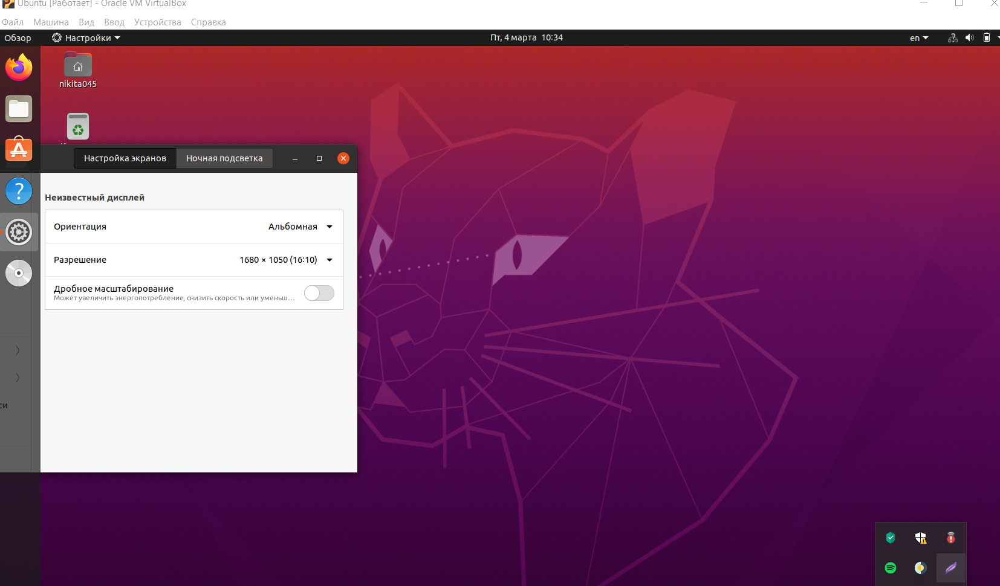 Ubuntu [Работает] - Oracle VM VirtualBox
Файл Машина Вид Ввод Устройства Справка
Обзор Настройки Пт, 4 марта 10:34 en
nikita045
Настройка экранов Ночная подсветка
Неизвестный дисплей
Ориентация Альбомная
Разрешение 1680 × 1050 (16:10)
Дробное масштабирование
Может увеличить энергопотребление, снизить скорость или уменьш…
си